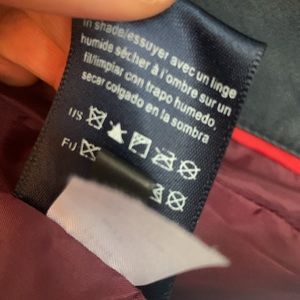 in shade/essuyer avec un linge
humide sécher à l'ombre sur un
fil/limpiar con trapo humedo,
secar colgado en la sombra
US
EU